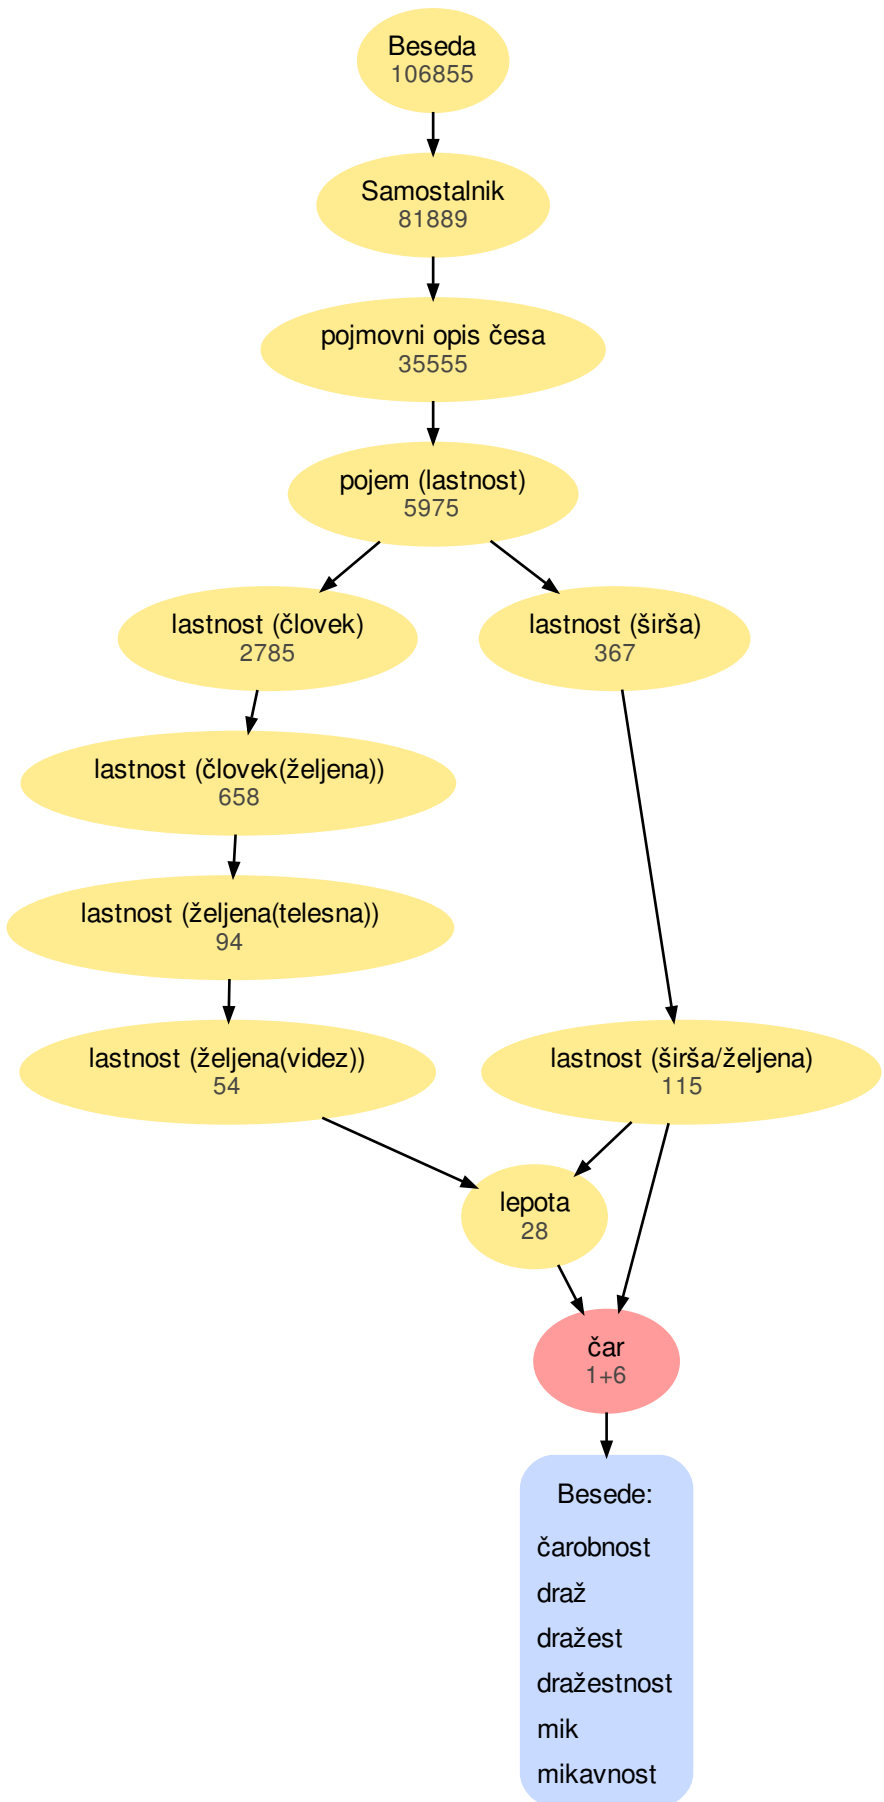 Beseda
106855
Samostalnik
81889
pojmovni opis česa
35555
pojem (lastnost)
5975
lastnost (človek)
2785
lastnost (širša)
367
lastnost (človek(željena))
658
lastnost (željena(telesna))
94
lastnost (željena(videz))
54
lastnost (širša/željena)
115
lepota
28
čar
1+6
Besede:
čarobnost
draž
dražest
dražestnost
mik
mikavnost